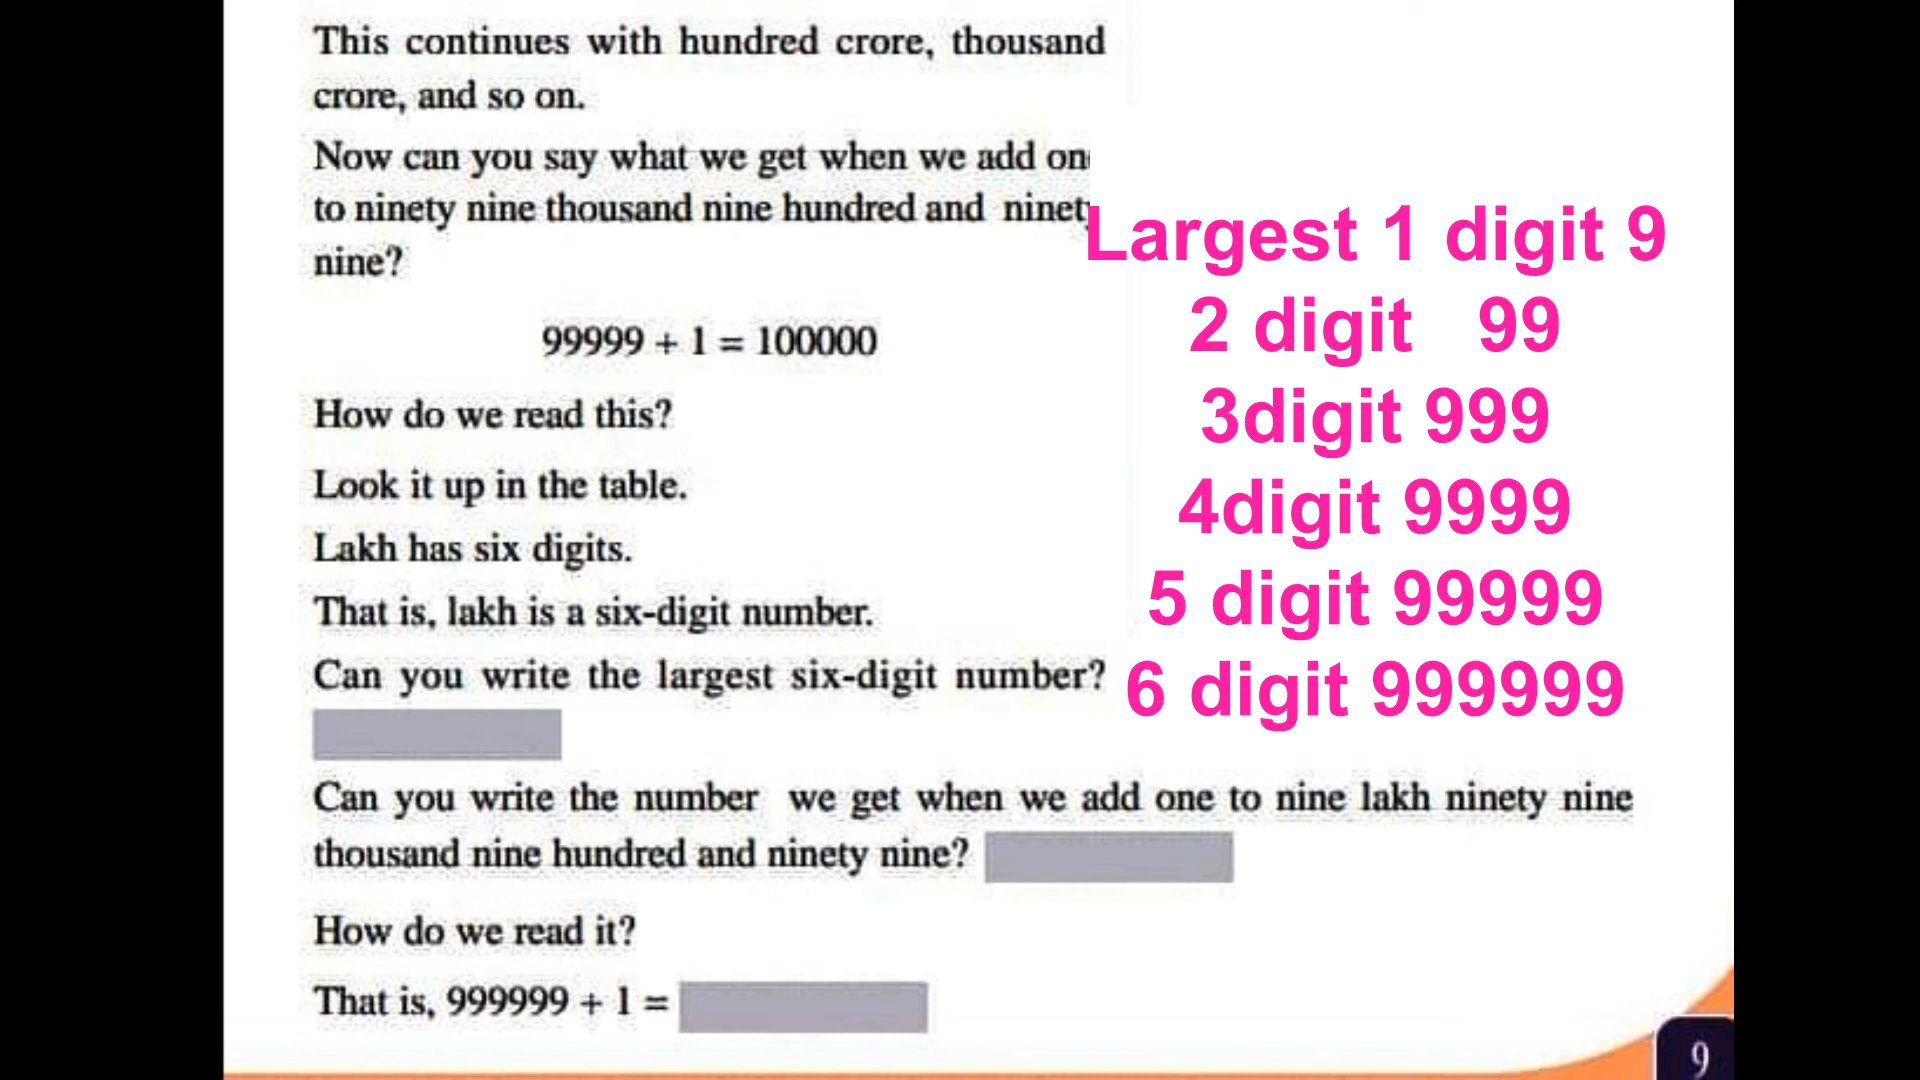 This continues with hundred crore, thousand
crore, and so on.
Now can you say what we get when we add on
to ninety nine thousand nine hundred and ninety
nine?
99999 + 1 = 100000
How do we read this?
Look it up in the table.
Lakh has six digits.
That is, lakh is a six-digit number.
Can you write the largest six-digit number?
Can you write the number we get when we add one to nine lakh ninety nine
thousand nine hundred and ninety nine?
How do we read it?
That is, 999999 + 1 =
Largest 1 digit 9
2 digit 99
3digit 999
4digit 9999
5 digit 99999
6 digit 999999
9